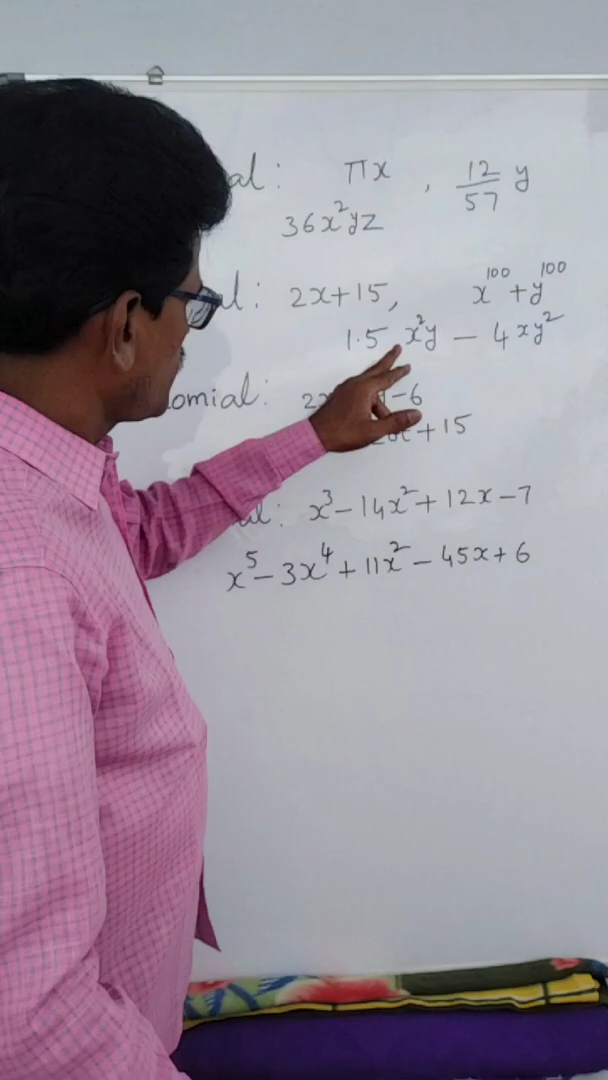 al: πx , 12/57 y
36x²yz
l: 2x+15, x¹⁰⁰+y¹⁰⁰
1.5 x²y - 4xy²
omial: 2x -6
+15
al: x³-14x²+12x-7
x⁵-3x⁴+11x²-45x+6